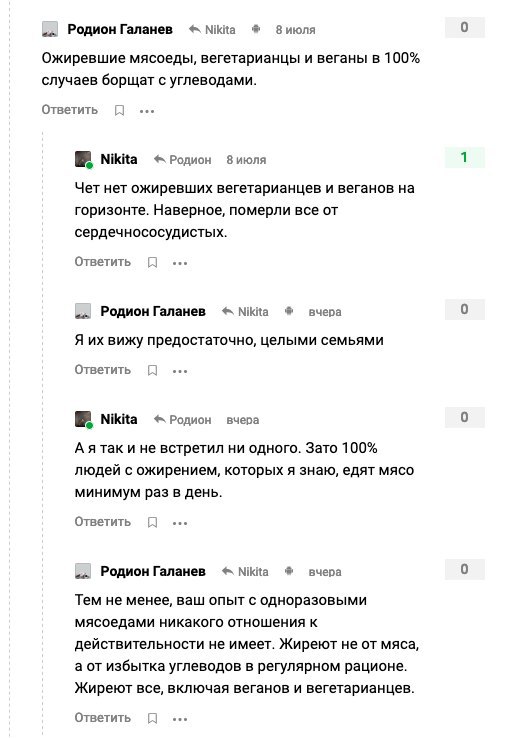 Родион Галанев Nikita 8 июля 0
Ожиревшие мясоеды, вегетарианцы и веганы в 100%
случаев борщат с углеводами.
Ответить
Nikita Родион 8 июля 1
Чет нет ожиревших вегетарианцев и веганов на
горизонте. Наверное, померли все от
сердечнососудистых.
Ответить
Родион Галанев Nikita вчера 0
Я их вижу предостаточно, целыми семьями
Ответить
Nikita Родион вчера 0
А я так и не встретил ни одного. Зато 100%
людей с ожирением, которых я знаю, едят мясо
минимум раз в день.
Ответить
Родион Галанев Nikita вчера 0
Тем не менее, ваш опыт с одноразовыми
мясоедами никакого отношения к
действительности не имеет. Жиреют не от мяса,
а от избытка углеводов в регулярном рационе.
Жиреют все, включая веганов и вегетарианцев.
Ответить